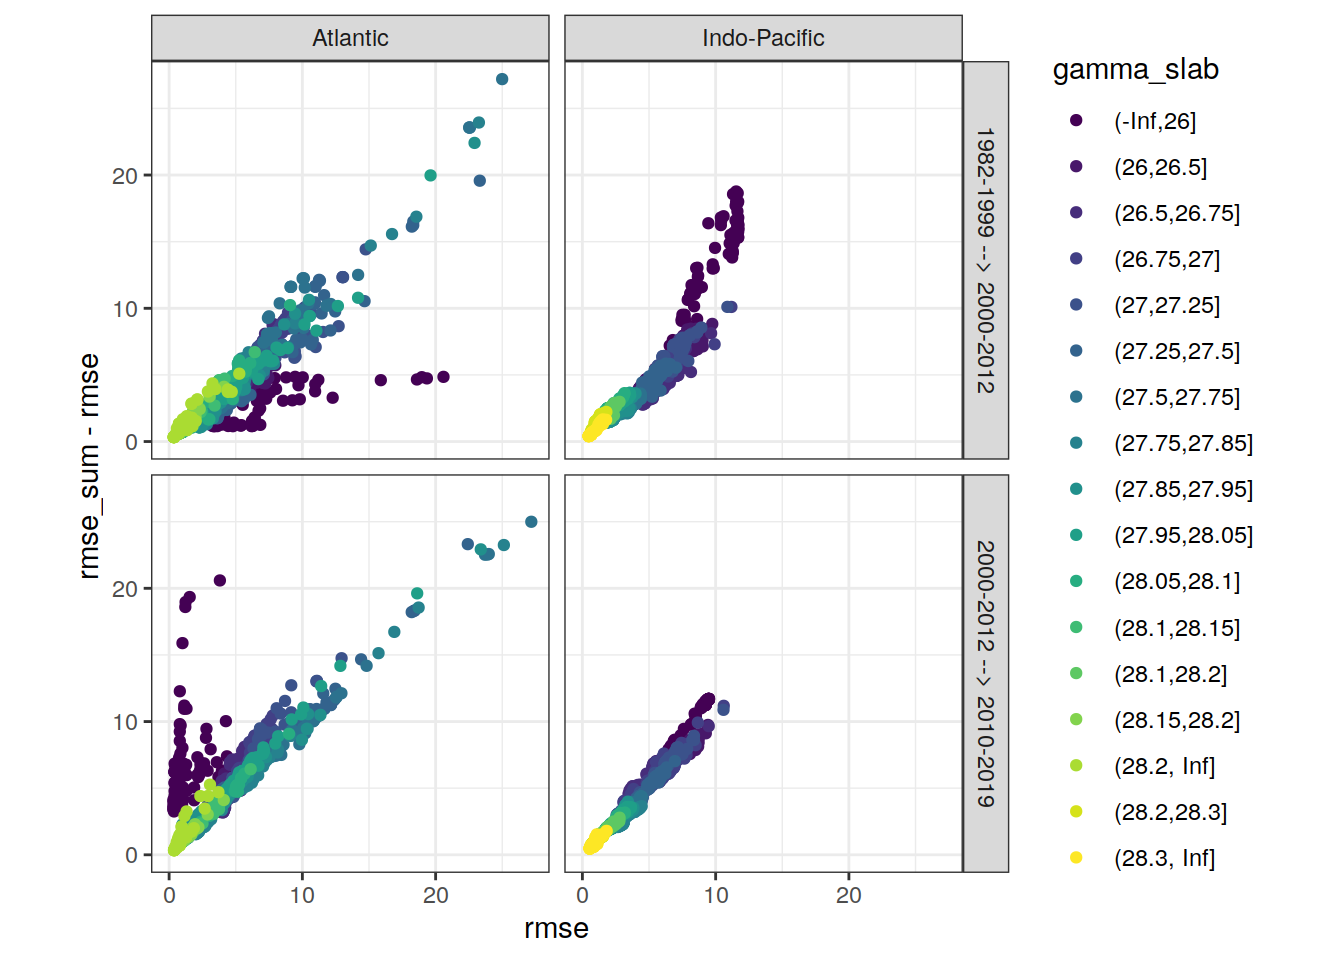 Atlantic
Indo-Pacific
gamma_slab
(-Inf,26]
(26,26.5]
(26.5,26.75]
(26.75,27]
(27,27.25]
(27.25,27.5]
(27.5,27.75]
(27.75,27.85]
(27.85,27.95]
(27.95,28.05]
(28.05,28.1]
(28.1,28.15]
(28.1,28.2]
(28.15,28.2]
(28.2, Inf]
(28.2,28.3]
(28.3, Inf]
1982-1999 --> 2000-2012
2000-2012 --> 2010-2019
rmse_sum - rmse
20
10
0
20
10
0
0
10
20
0
10
20
rmse